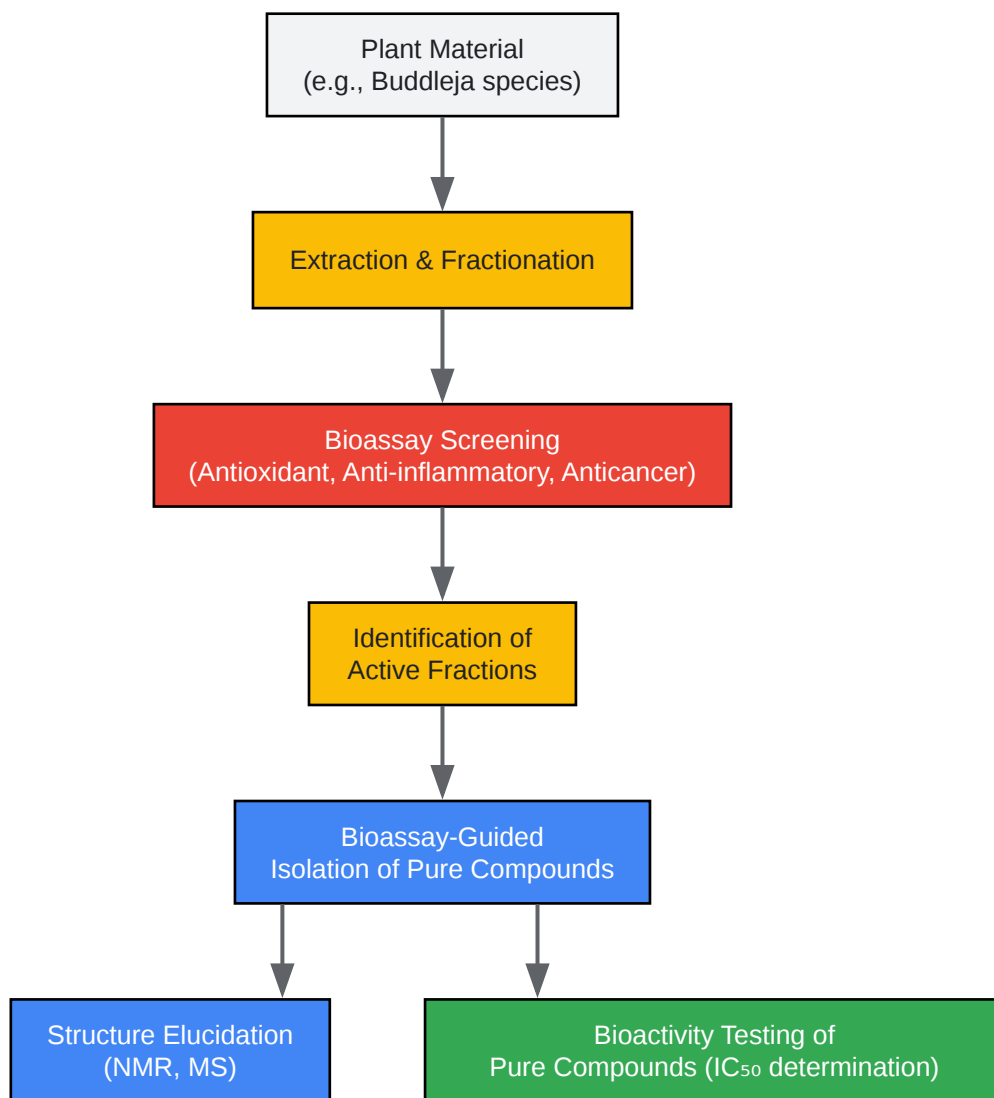 Plant Material
(e.g., Buddleja species)
Extraction & Fractionation
Bioassay Screening
(Antioxidant, Anti-inflammatory, Anticancer)
Identification of
Active Fractions
Bioassay-Guided
Isolation of Pure Compounds
Structure Elucidation
(NMR, MS)
Bioactivity Testing of
Pure Compounds (IC₅₀ determination)